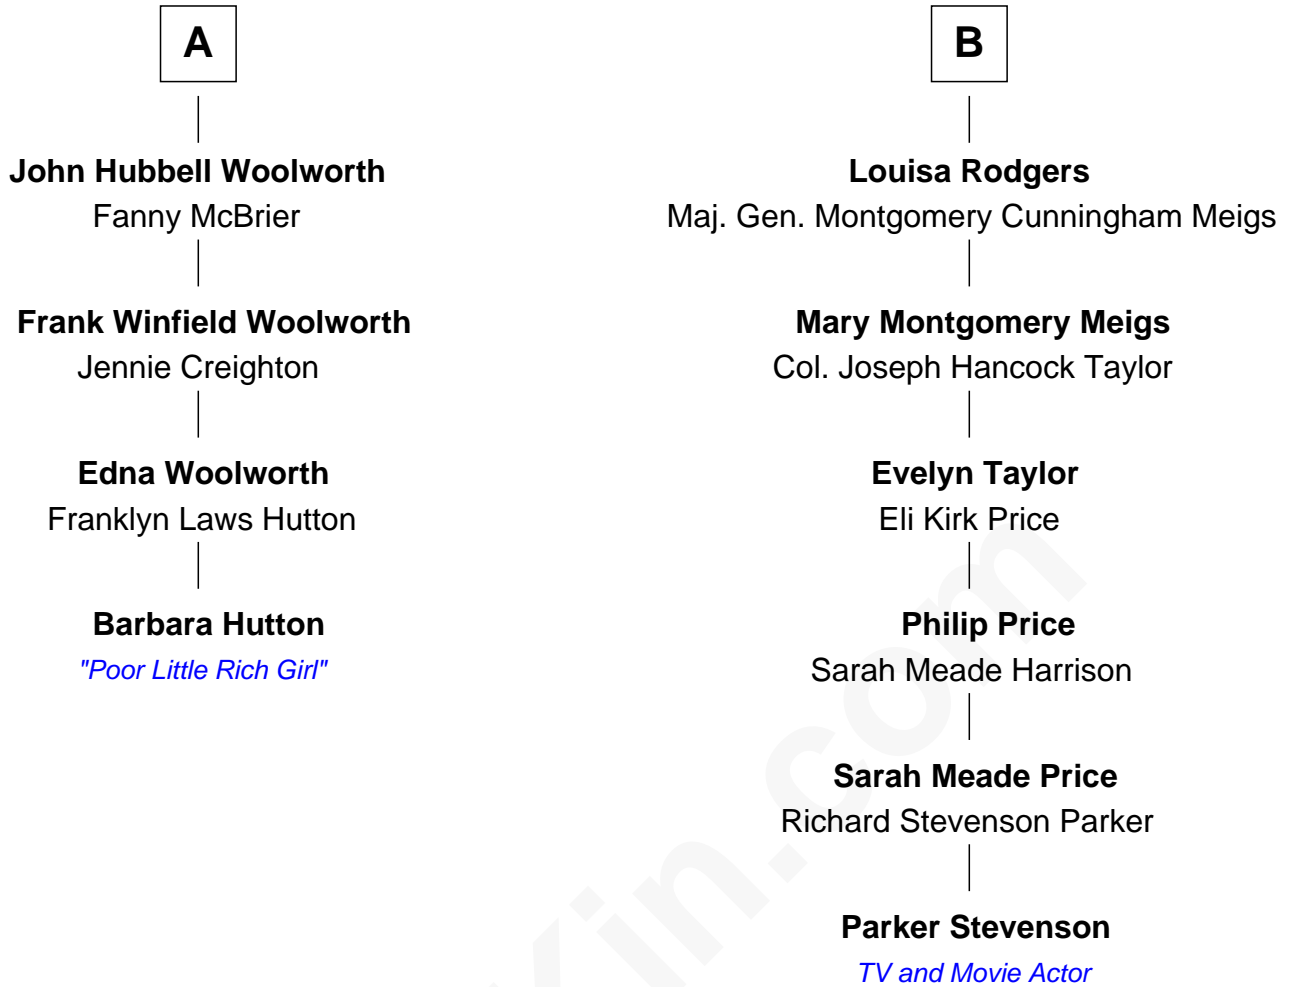 A
John Hubbell Woolworth
Fanny McBrier
Frank Winfield Woolworth
Jennie Creighton
Edna Woolworth
Franklyn Laws Hutton
Barbara Hutton
"Poor Little Rich Girl"
B
Louisa Rodgers
Maj. Gen. Montgomery Cunningham Meigs
Mary Montgomery Meigs
Col. Joseph Hancock Taylor
Evelyn Taylor
Eli Kirk Price
Philip Price
Sarah Meade Harrison
Sarah Meade Price
Richard Stevenson Parker
Parker Stevenson
TV and Movie Actor
Kin.com